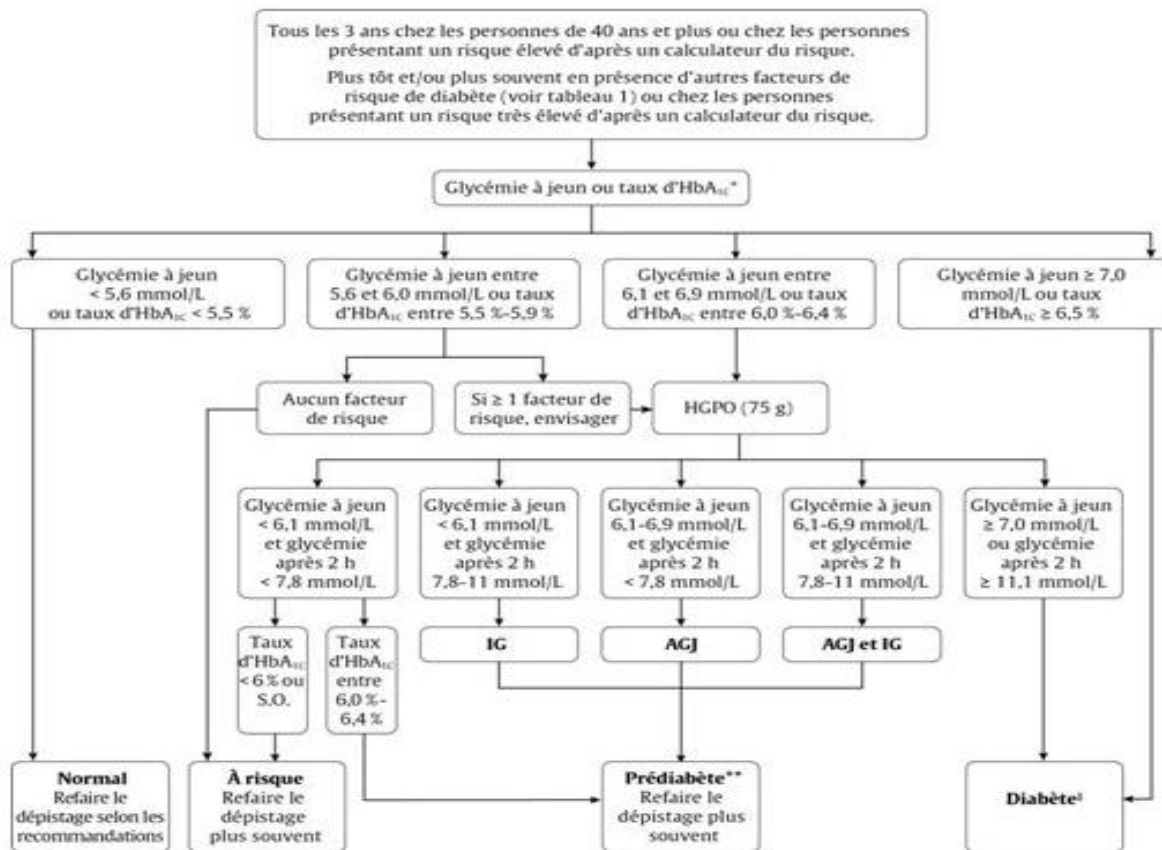 Tous les 3 ans chez les personnes de 40 ans et plus ou chez les personnes
présentant un risque élevé d'après un calculateur du risque.
Plus tôt et/ou plus souvent en présence d'autres facteurs de
risque de diabète (voir tableau 1) ou chez les personnes
présentant un risque très élevé d'après un calculateur du risque.
Glycémie à jeun ou taux d'HbA1c*
Glycémie à jeun
< 5,6 mmol/L
ou taux d'HbA1c < 5,5 %
Glycémie à jeun entre
5,6 et 6,0 mmol/L ou taux
d'HbA1c entre 5,5 %-5,9 %
Glycémie à jeun entre
6,1 et 6,9 mmol/L ou taux
d'HbA1c entre 6,0 %-6,4 %
Glycémie à jeun ≥ 7,0
mmol/L ou taux
d'HbA1c ≥ 6,5 %
Aucun facteur
de risque
Si ≥ 1 facteur de
risque, envisager
HGPO (75 g)
Glycémie à jeun
< 6,1 mmol/L
et glycémie
après 2 h
< 7,8 mmol/L
Glycémie à jeun
< 6,1 mmol/L
et glycémie
après 2 h
7,8-11 mmol/L
Glycémie à jeun
6,1-6,9 mmol/L
et glycémie
après 2 h
< 7,8 mmol/L
Glycémie à jeun
6,1-6,9 mmol/L
et glycémie
après 2 h
7,8-11 mmol/L
Glycémie à jeun
≥ 7,0 mmol/L
ou glycémie
après 2 h
≥ 11,1 mmol/L
Taux
d'HbA1c
< 6 % ou
S.O.
Taux
d'HbA1c
entre
6,0 %-
6,4 %
IG
AGJ
AGJ et IG
Normal
Refaire le
dépistage selon les
recommandations
À risque
Refaire le
dépistage
plus souvent
Prédiabète**
Refaire le
dépistage plus
souvent
Diabète‡